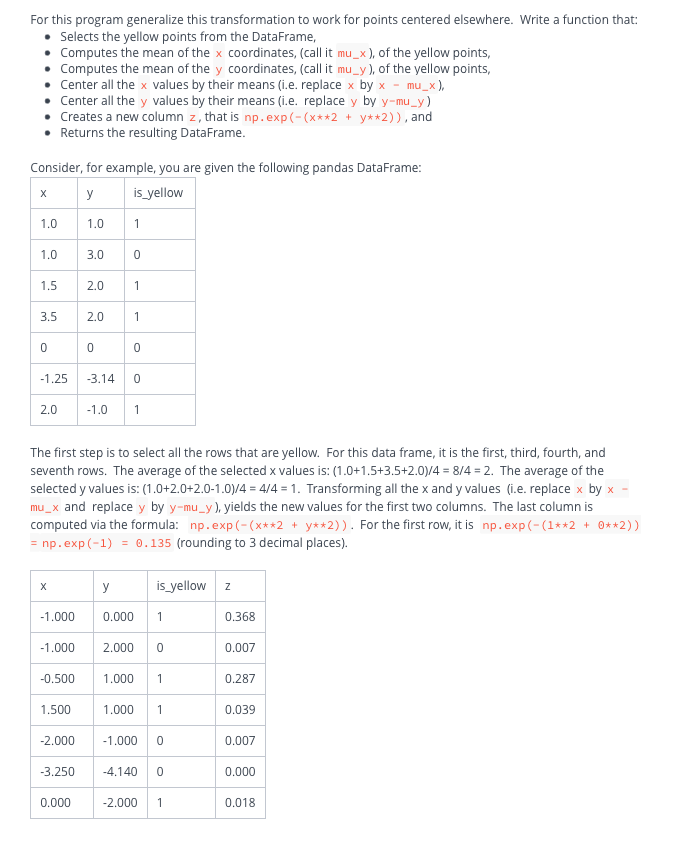 For this program generalize this transformation to work for points centered elsewhere. Write a function that:
• Selects the yellow points from the DataFrame,
• Computes the mean of the x coordinates, (call it mu_x), of the yellow points,
• Computes the mean of the y coordinates, (call it mu_y), of the yellow points,
• Center all the x values by their means (i.e. replace x by x - mu_x),
• Center all the y values by their means (i.e. replace y by y-mu_y)
• Creates a new column z, that is np.exp(-(x**2 + y**2)), and
• Returns the resulting DataFrame.
Consider, for example, you are given the following pandas DataFrame:
x y is_yellow
1.0 1.0 1
1.0 3.0 0
1.5 2.0 1
3.5 2.0 1
0 0 0
-1.25 -3.14 0
2.0 -1.0 1
The first step is to select all the rows that are yellow. For this data frame, it is the first, third, fourth, and
seventh rows. The average of the selected x values is: (1.0+1.5+3.5+2.0)/4 = 8/4 = 2. The average of the
selected y values is: (1.0+2.0+2.0-1.0)/4 = 4/4 = 1. Transforming all the x and y values (i.e. replace x by x -
mu_x and replace y by y-mu_y), yields the new values for the first two columns. The last column is
computed via the formula: np.exp(-(x**2 + y**2)). For the first row, it is np.exp(-(1**2 + 0**2))
= np.exp(-1) = 0.135 (rounding to 3 decimal places).
x y is_yellow z
-1.000 0.000 1 0.368
-1.000 2.000 0 0.007
-0.500 1.000 1 0.287
1.500 1.000 1 0.039
-2.000 -1.000 0 0.007
-3.250 -4.140 0 0.000
0.000 -2.000 1 0.018